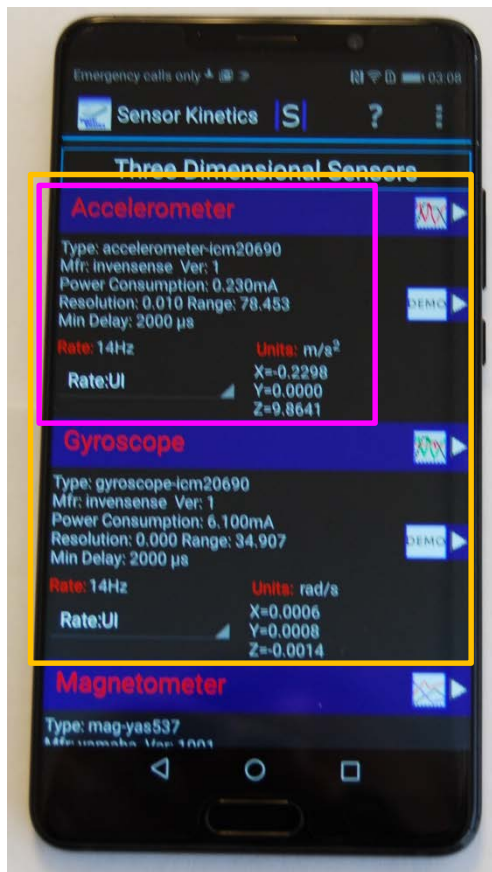 Emergency calls only 03:08
Sensor Kinetics |S| ?
Three Dimensional Sensors
Accelerometer
Type: accelerometer-icm20690
Mfr: invensense Ver: 1
Power Consumption: 0.230mA
Resolution: 0.010 Range: 78.453
DEMO
Min Delay: 2000 µs
Rate: 14Hz Units: m/s²
Rate:UI
X=-0.2298
Y=0.0000
Z=9.8641
Gyroscope
Type: gyroscope-icm20690
Mfr: invensense Ver: 1
Power Consumption: 6.100mA
Resolution: 0.000 Range: 34.907
DEMO
Min Delay: 2000 µs
Rate: 14Hz Units: rad/s
Rate:UI
X=0.0006
Y=0.0008
Z=-0.0014
Magnetometer
Type: mag-yas537
Mfr: yamaha Ver: 1001